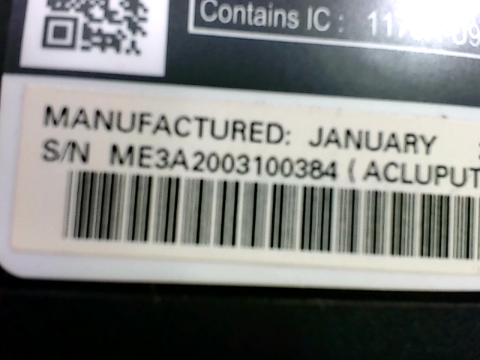 Contains IC :
MANUFACTURED: JANUARY
S/N ME3A2003100384 ( ACLUPUT